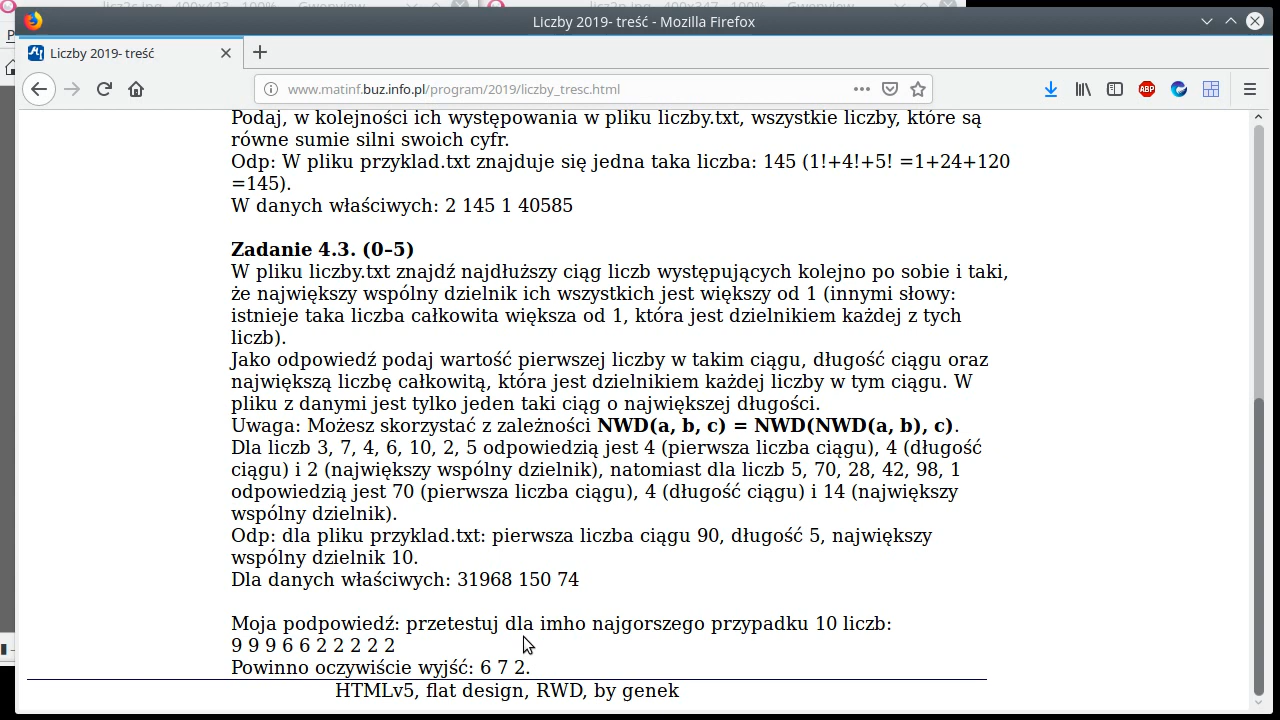 Liczby 2019- treść - Mozilla Firefox
Liczby 2019- treść
www.matinf.buz.info.pl/program/2019/liczby_tresc.html
ABP
Podaj, w kolejności ich występowania w pliku liczby.txt, wszystkie liczby, które są
równe sumie silni swoich cyfr.
Odp: W pliku przyklad.txt znajduje się jedna taka liczba: 145 (1!+4!+5! =1+24+120
=145).
W danych właściwych: 2 145 1 40585
Zadanie 4.3. (0–5)
W pliku liczby.txt znajdź najdłuższy ciąg liczb występujących kolejno po sobie i taki,
że największy wspólny dzielnik ich wszystkich jest większy od 1 (innymi słowy:
istnieje taka liczba całkowita większa od 1, która jest dzielnikiem każdej z tych
liczb).
Jako odpowiedź podaj wartość pierwszej liczby w takim ciągu, długość ciągu oraz
największą liczbę całkowitą, która jest dzielnikiem każdej liczby w tym ciągu. W
pliku z danymi jest tylko jeden taki ciąg o największej długości.
Uwaga: Możesz skorzystać z zależności NWD(a, b, c) = NWD(NWD(a, b), c).
Dla liczb 3, 7, 4, 6, 10, 2, 5 odpowiedzią jest 4 (pierwsza liczba ciągu), 4 (długość
ciągu) i 2 (największy wspólny dzielnik), natomiast dla liczb 5, 70, 28, 42, 98, 1
odpowiedzią jest 70 (pierwsza liczba ciągu), 4 (długość ciągu) i 14 (największy
wspólny dzielnik).
Odp: dla pliku przyklad.txt: pierwsza liczba ciągu 90, długość 5, największy
wspólny dzielnik 10.
Dla danych właściwych: 31968 150 74
Moja podpowiedź: przetestuj dla imho najgorszego przypadku 10 liczb:
9 9 9 6 6 2 2 2 2 2
Powinno oczywiście wyjść: 6 7 2.
HTMLv5, flat design, RWD, by genek